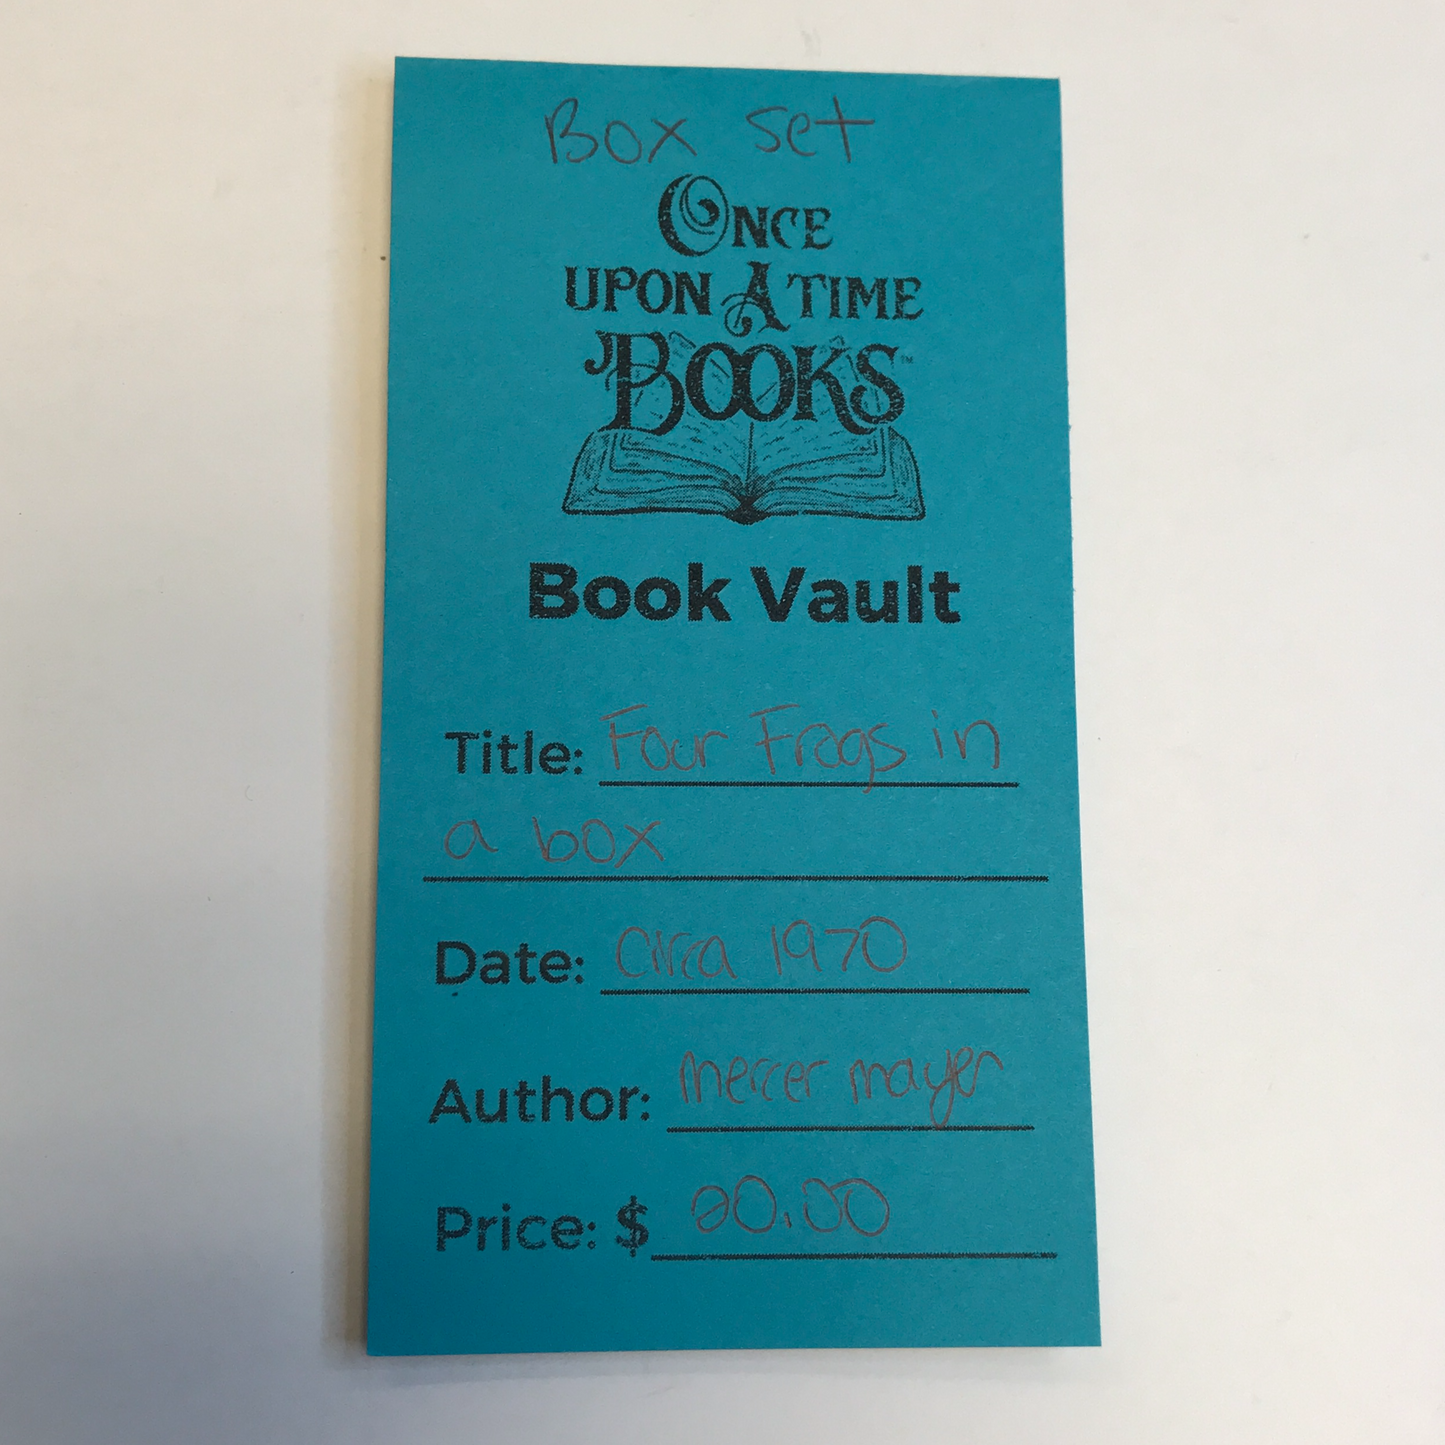 Box set
ONCE
UPON A TIME
BOOKS™
Book Vault
Title: Four Frogs in
a box
Date: Circa 1970
Author: mercer mayer
Price: $ 20.00